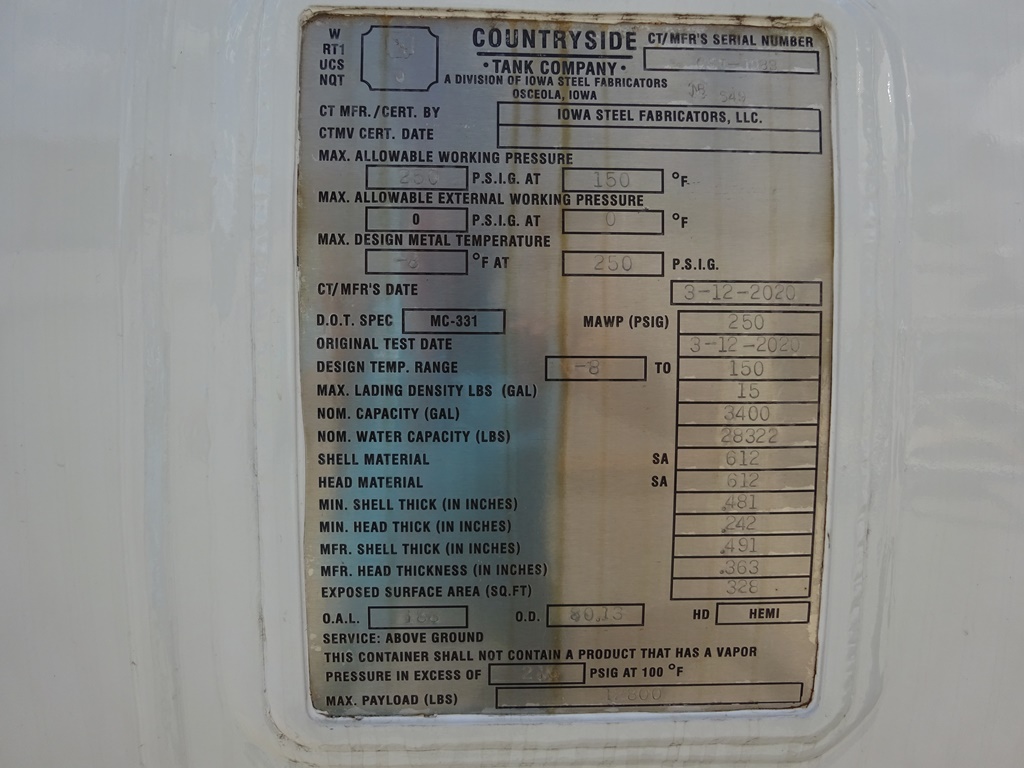 W
RT1
UCS
NQT
COUNTRYSIDE
TANK COMPANY
A DIVISION OF IOWA STEEL FABRICATORS
OSCEOLA, IOWA
CT/MFR'S SERIAL NUMBER
CT MFR./CERT. BY IOWA STEEL FABRICATORS, LLC.
CTMV CERT. DATE
MAX. ALLOWABLE WORKING PRESSURE
P.S.I.G. AT 150 °F
MAX. ALLOWABLE EXTERNAL WORKING PRESSURE
0 P.S.I.G. AT 0 °F
MAX. DESIGN METAL TEMPERATURE
°F AT 250 P.S.I.G.
CT/MFR'S DATE 3-12-2020
D.O.T. SPEC MC-331 MAWP (PSIG) 250
ORIGINAL TEST DATE 3-12-2020
DESIGN TEMP. RANGE -8 TO 150
MAX. LADING DENSITY LBS (GAL) 15
NOM. CAPACITY (GAL) 3400
NOM. WATER CAPACITY (LBS) 28322
SHELL MATERIAL SA 612
HEAD MATERIAL SA 612
MIN. SHELL THICK (IN INCHES) .481
MIN. HEAD THICK (IN INCHES) .242
MFR. SHELL THICK (IN INCHES) .491
MFR. HEAD THICKNESS (IN INCHES) .363
EXPOSED SURFACE AREA (SQ.FT) 328
O.A.L. O.D. 80.13 HD HEMI
SERVICE: ABOVE GROUND
THIS CONTAINER SHALL NOT CONTAIN A PRODUCT THAT HAS A VAPOR
PRESSURE IN EXCESS OF PSIG AT 100 °F
MAX. PAYLOAD (LBS)